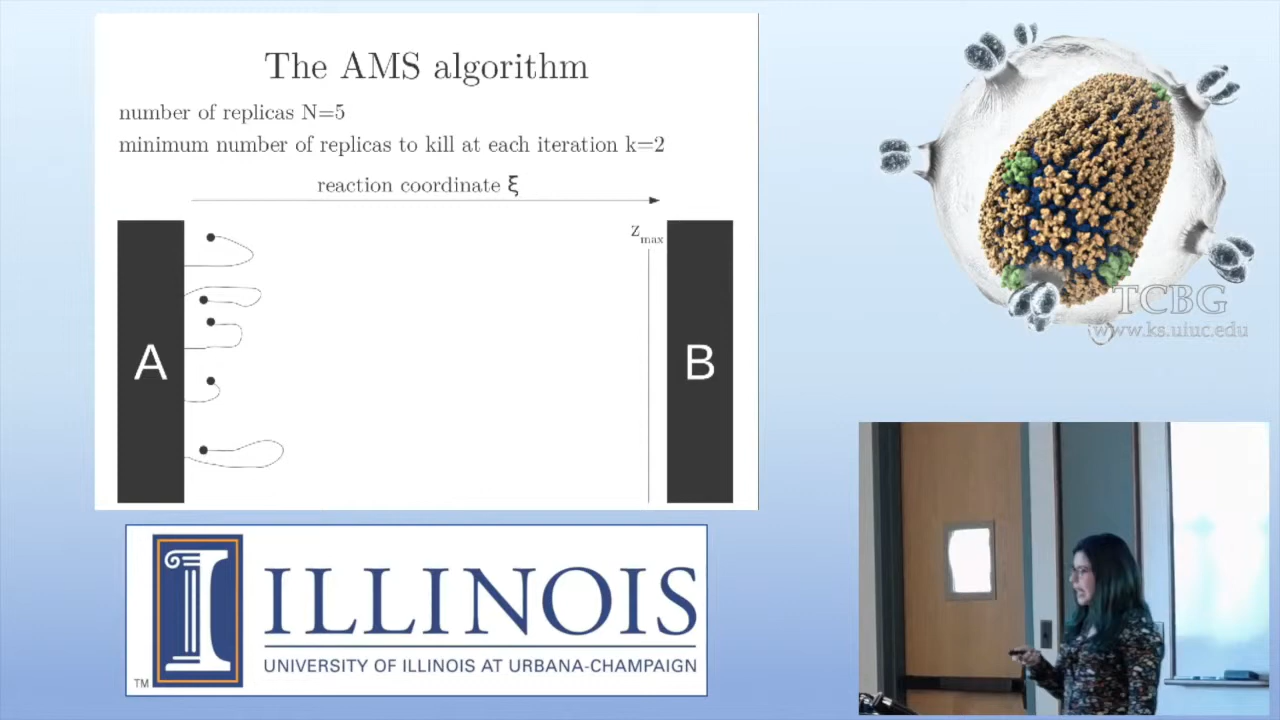 The AMS algorithm
number of replicas N=5
minimum number of replicas to kill at each iteration k=2
reaction coordinate ξ
z_max
A
B
TCBG
www.ks.uiuc.edu
ILLINOIS
UNIVERSITY OF ILLINOIS AT URBANA-CHAMPAIGN
TM